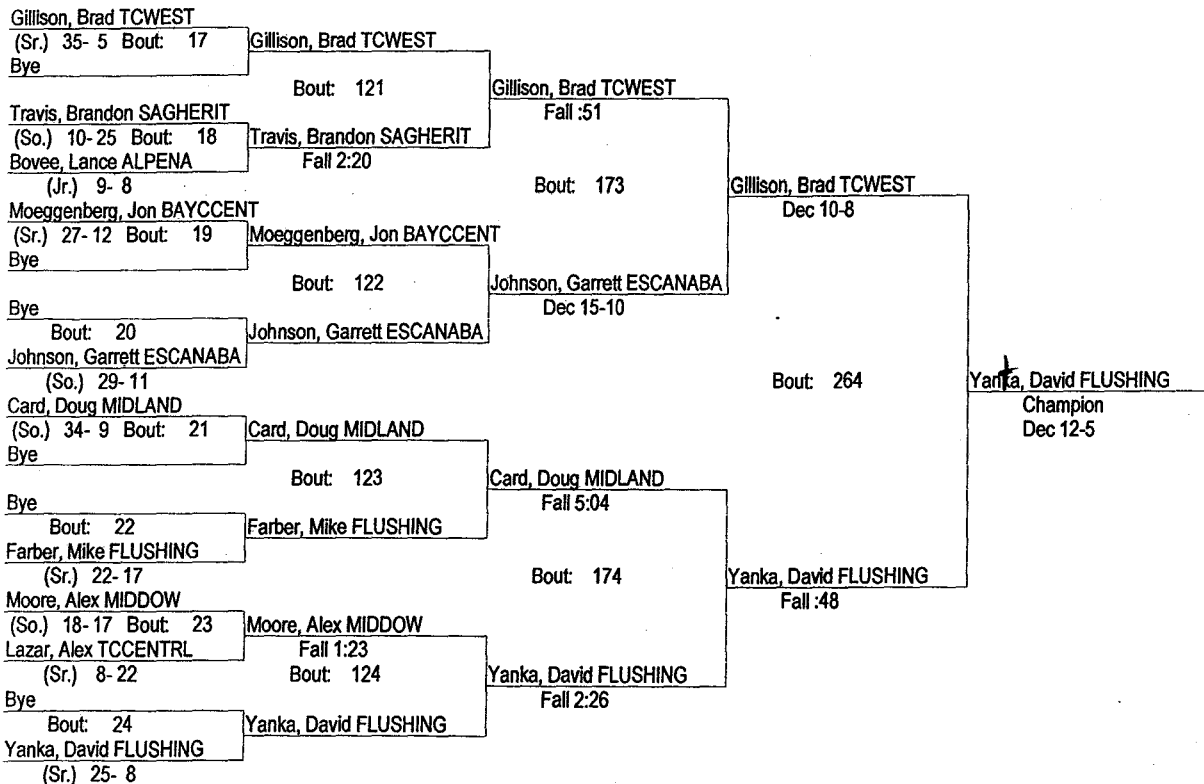 Gillison, Brad TCWEST
(Sr.) 35- 5 Bout: 17
Bye
Travis, Brandon SAGHERIT
(So.) 10- 25 Bout: 18
Bovee, Lance ALPENA
(Jr.) 9- 8
Moeggenberg, Jon BAYCCENT
(Sr.) 27- 12 Bout: 19
Bye
Bye
Bout: 20
Johnson, Garrett ESCANABA
(So.) 29- 11
Card, Doug MIDLAND
(So.) 34- 9 Bout: 21
Bye
Bye
Bout: 22
Farber, Mike FLUSHING
(Sr.) 22- 17
Moore, Alex MIDDOW
(So.) 18- 17 Bout: 23
Lazar, Alex TCCENTRL
(Sr.) 8- 22
Bye
Bout: 24
Yanka, David FLUSHING
(Sr.) 25- 8
Gillison, Brad TCWEST
Bout: 121
Travis, Brandon SAGHERIT
Fall 2:20
Moeggenberg, Jon BAYCCENT
Bout: 122
Johnson, Garrett ESCANABA
Card, Doug MIDLAND
Bout: 123
Farber, Mike FLUSHING
Moore, Alex MIDDOW
Fall 1:23
Bout: 124
Yanka, David FLUSHING
Gillison, Brad TCWEST
Fall :51
Bout: 173
Johnson, Garrett ESCANABA
Dec 15-10
Card, Doug MIDLAND
Fall 5:04
Bout: 174
Yanka, David FLUSHING
Fall 2:26
Gillison, Brad TCWEST
Dec 10-8
Bout: 264
Yanka, David FLUSHING
Fall :48
Yantka, David FLUSHING
Champion
Dec 12-5